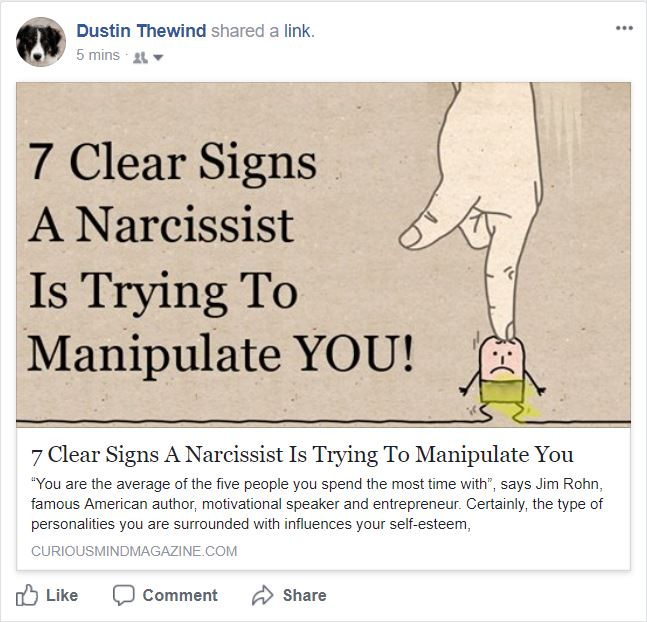 Dustin Thewind shared a link.
5 mins ·
7 Clear Signs
A Narcissist
Is Trying To
Manipulate YOU!
7 Clear Signs A Narcissist Is Trying To Manipulate You
“You are the average of the five people you spend the most time with”, says Jim Rohn,
famous American author, motivational speaker and entrepreneur. Certainly, the type of
personalities you are surrounded with influences your self-esteem,
CURIOUSMINDMAGAZINE.COM
Like Comment Share